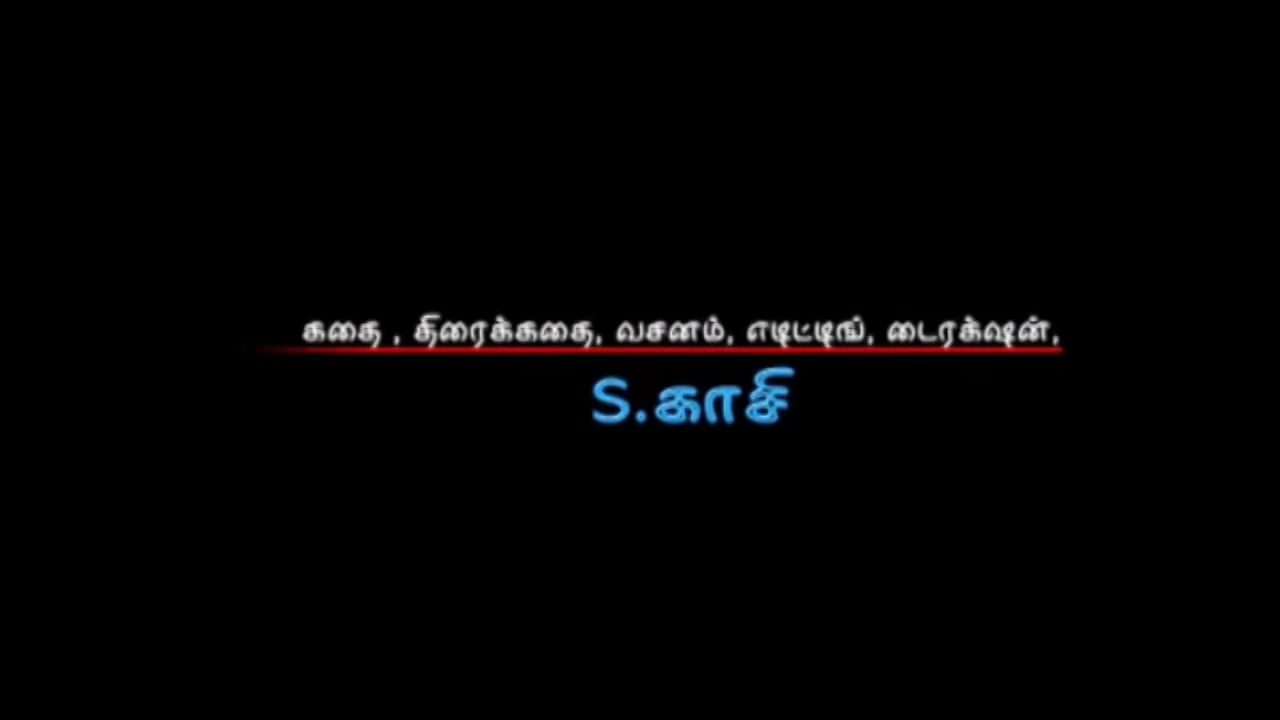 கதை , திரைக்கதை, வசனம், எடிட்டிங், டைரக்‌ஷன்,
S.காசி